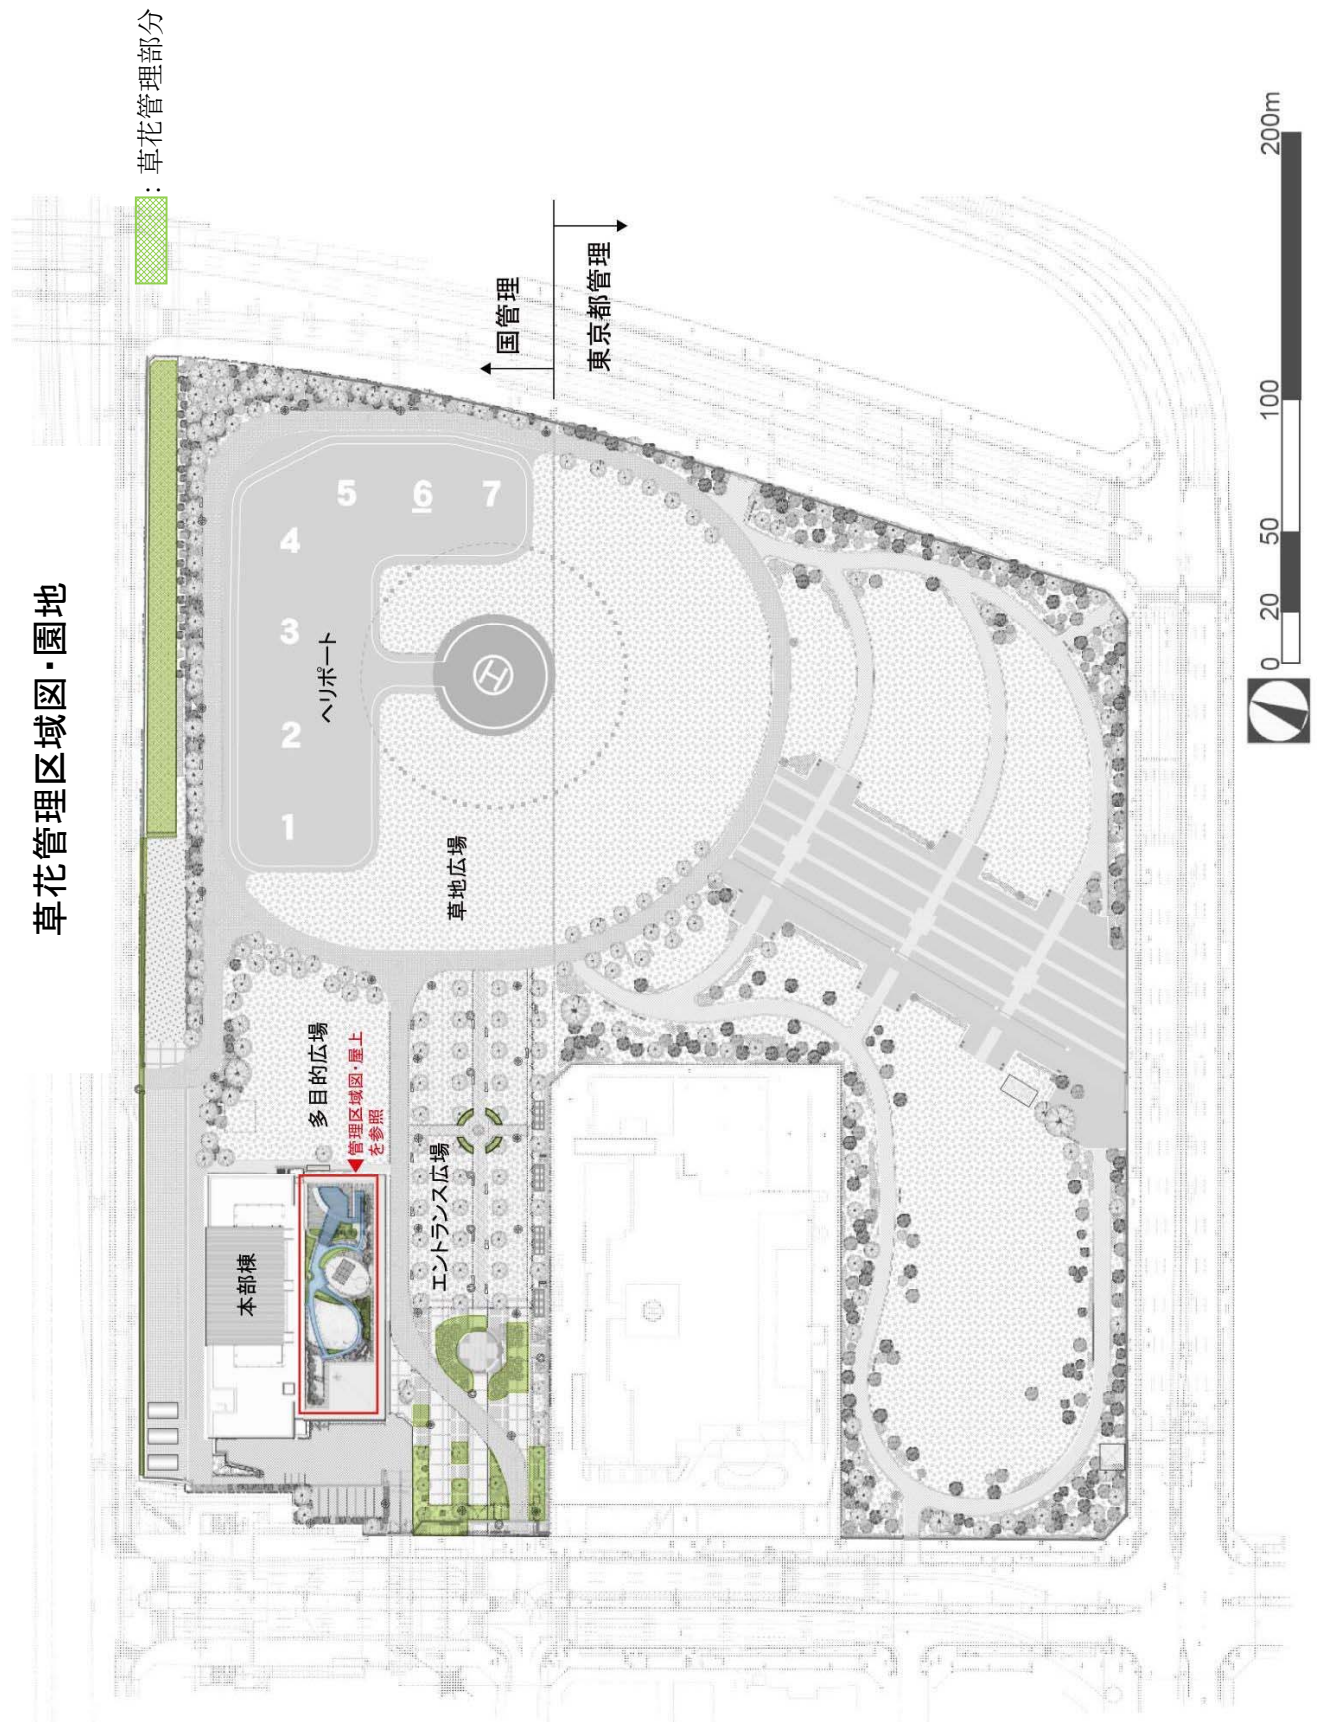 草花管理区域図・園地
：草花管理部分
国管理
東京都管理
1
2
3
4
5
6
7
ヘリポート
H
草地広場
多目的広場
管理区域図・屋上
を参照
エントランス広場
本部棟
0
20
50
100
200m